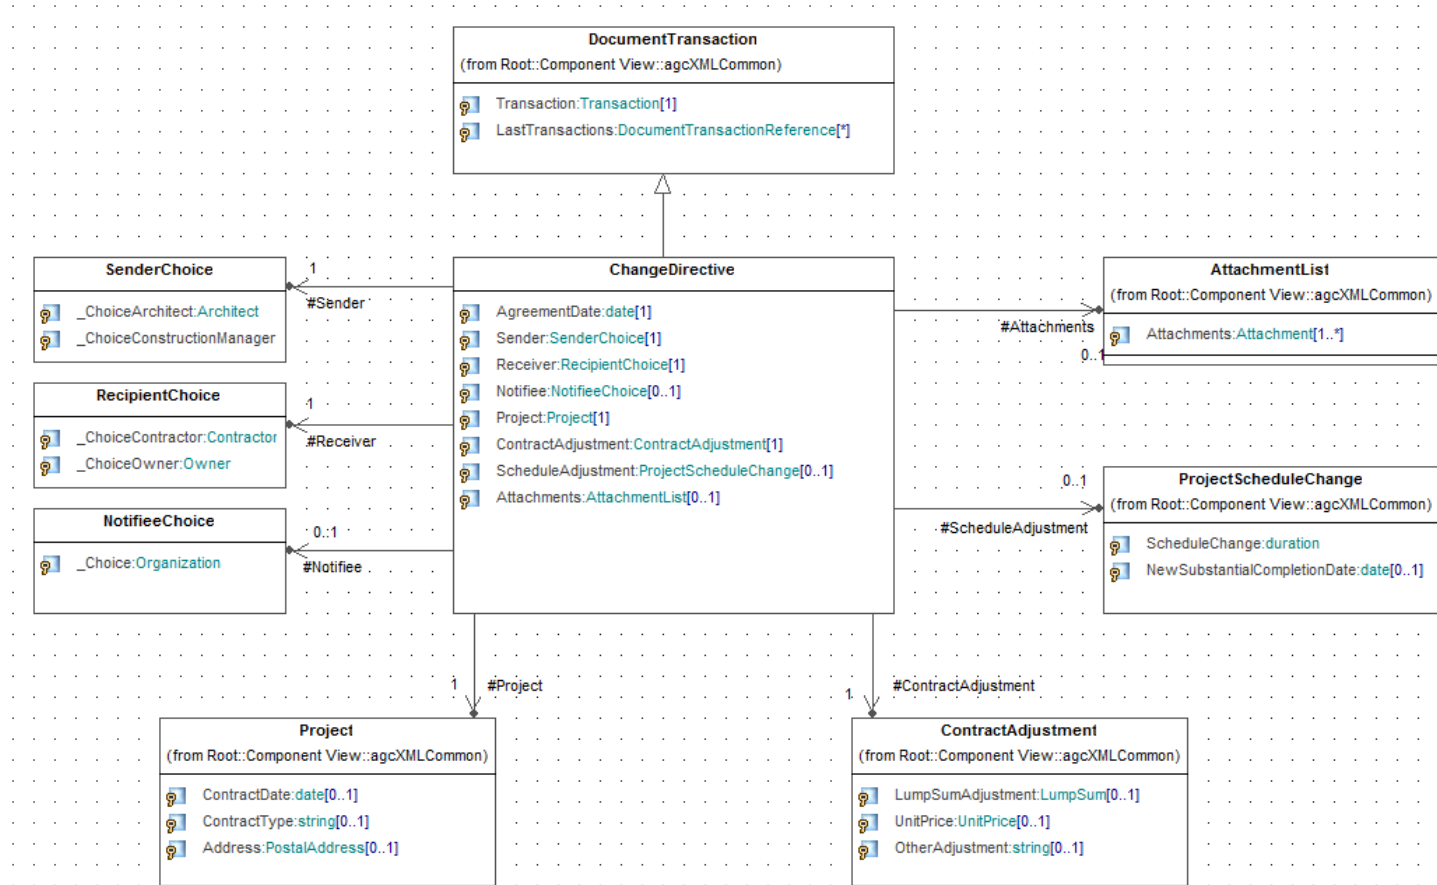 DocumentTransaction
(from Root::Component View::agcXMLCommon)
Transaction:Transaction[1]
LastTransactions:DocumentTransactionReference[*]
SenderChoice
_ChoiceArchitect:Architect
_ChoiceConstructionManager
1
#Sender
RecipientChoice
_ChoiceContractor:Contractor
_ChoiceOwner:Owner
1
#Receiver
NotifieeChoice
_Choice:Organization
0..1
#Notifiee
ChangeDirective
AgreementDate:date[1]
Sender:SenderChoice[1]
Receiver:RecipientChoice[1]
Notifiee:NotifieeChoice[0..1]
Project:Project[1]
ContractAdjustment:ContractAdjustment[1]
ScheduleAdjustment:ProjectScheduleChange[0..1]
Attachments:AttachmentList[0..1]
#Attachments
0..1
AttachmentList
(from Root::Component View::agcXMLCommon)
Attachments:Attachment[1..*]
0..1
#ScheduleAdjustment
ProjectScheduleChange
(from Root::Component View::agcXMLCommon)
ScheduleChange:duration
NewSubstantialCompletionDate:date[0..1]
1
#Project
1
#ContractAdjustment
Project
(from Root::Component View::agcXMLCommon)
ContractDate:date[0..1]
ContractType:string[0..1]
Address:PostalAddress[0..1]
ContractAdjustment
(from Root::Component View::agcXMLCommon)
LumpSumAdjustment:LumpSum[0..1]
UnitPrice:UnitPrice[0..1]
OtherAdjustment:string[0..1]